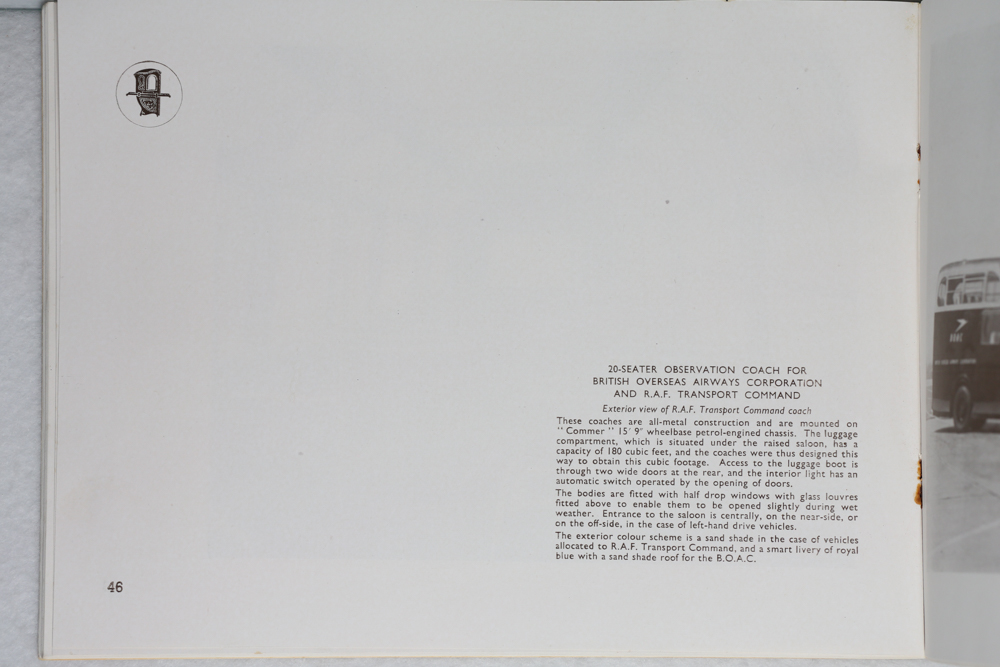 20-SEATER OBSERVATION COACH FOR
BRITISH OVERSEAS AIRWAYS CORPORATION
AND R.A.F. TRANSPORT COMMAND
Exterior view of R.A.F. Transport Command coach
These coaches are all-metal construction and are mounted on
"Commer" 15′ 9″ wheelbase petrol-engined chassis. The luggage
compartment, which is situated under the raised saloon, has a
capacity of 180 cubic feet, and the coaches were thus designed this
way to obtain this cubic footage. Access to the luggage boot is
through two wide doors at the rear, and the interior light has an
automatic switch operated by the opening of doors.
The bodies are fitted with half drop windows with glass louvres
fitted above to enable them to be opened slightly during wet
weather. Entrance to the saloon is centrally, on the near-side, or
on the off-side, in the case of left-hand drive vehicles.
The exterior colour scheme is a sand shade in the case of vehicles
allocated to R.A.F. Transport Command, and a smart livery of royal
blue with a sand shade roof for the B.O.A.C.
46